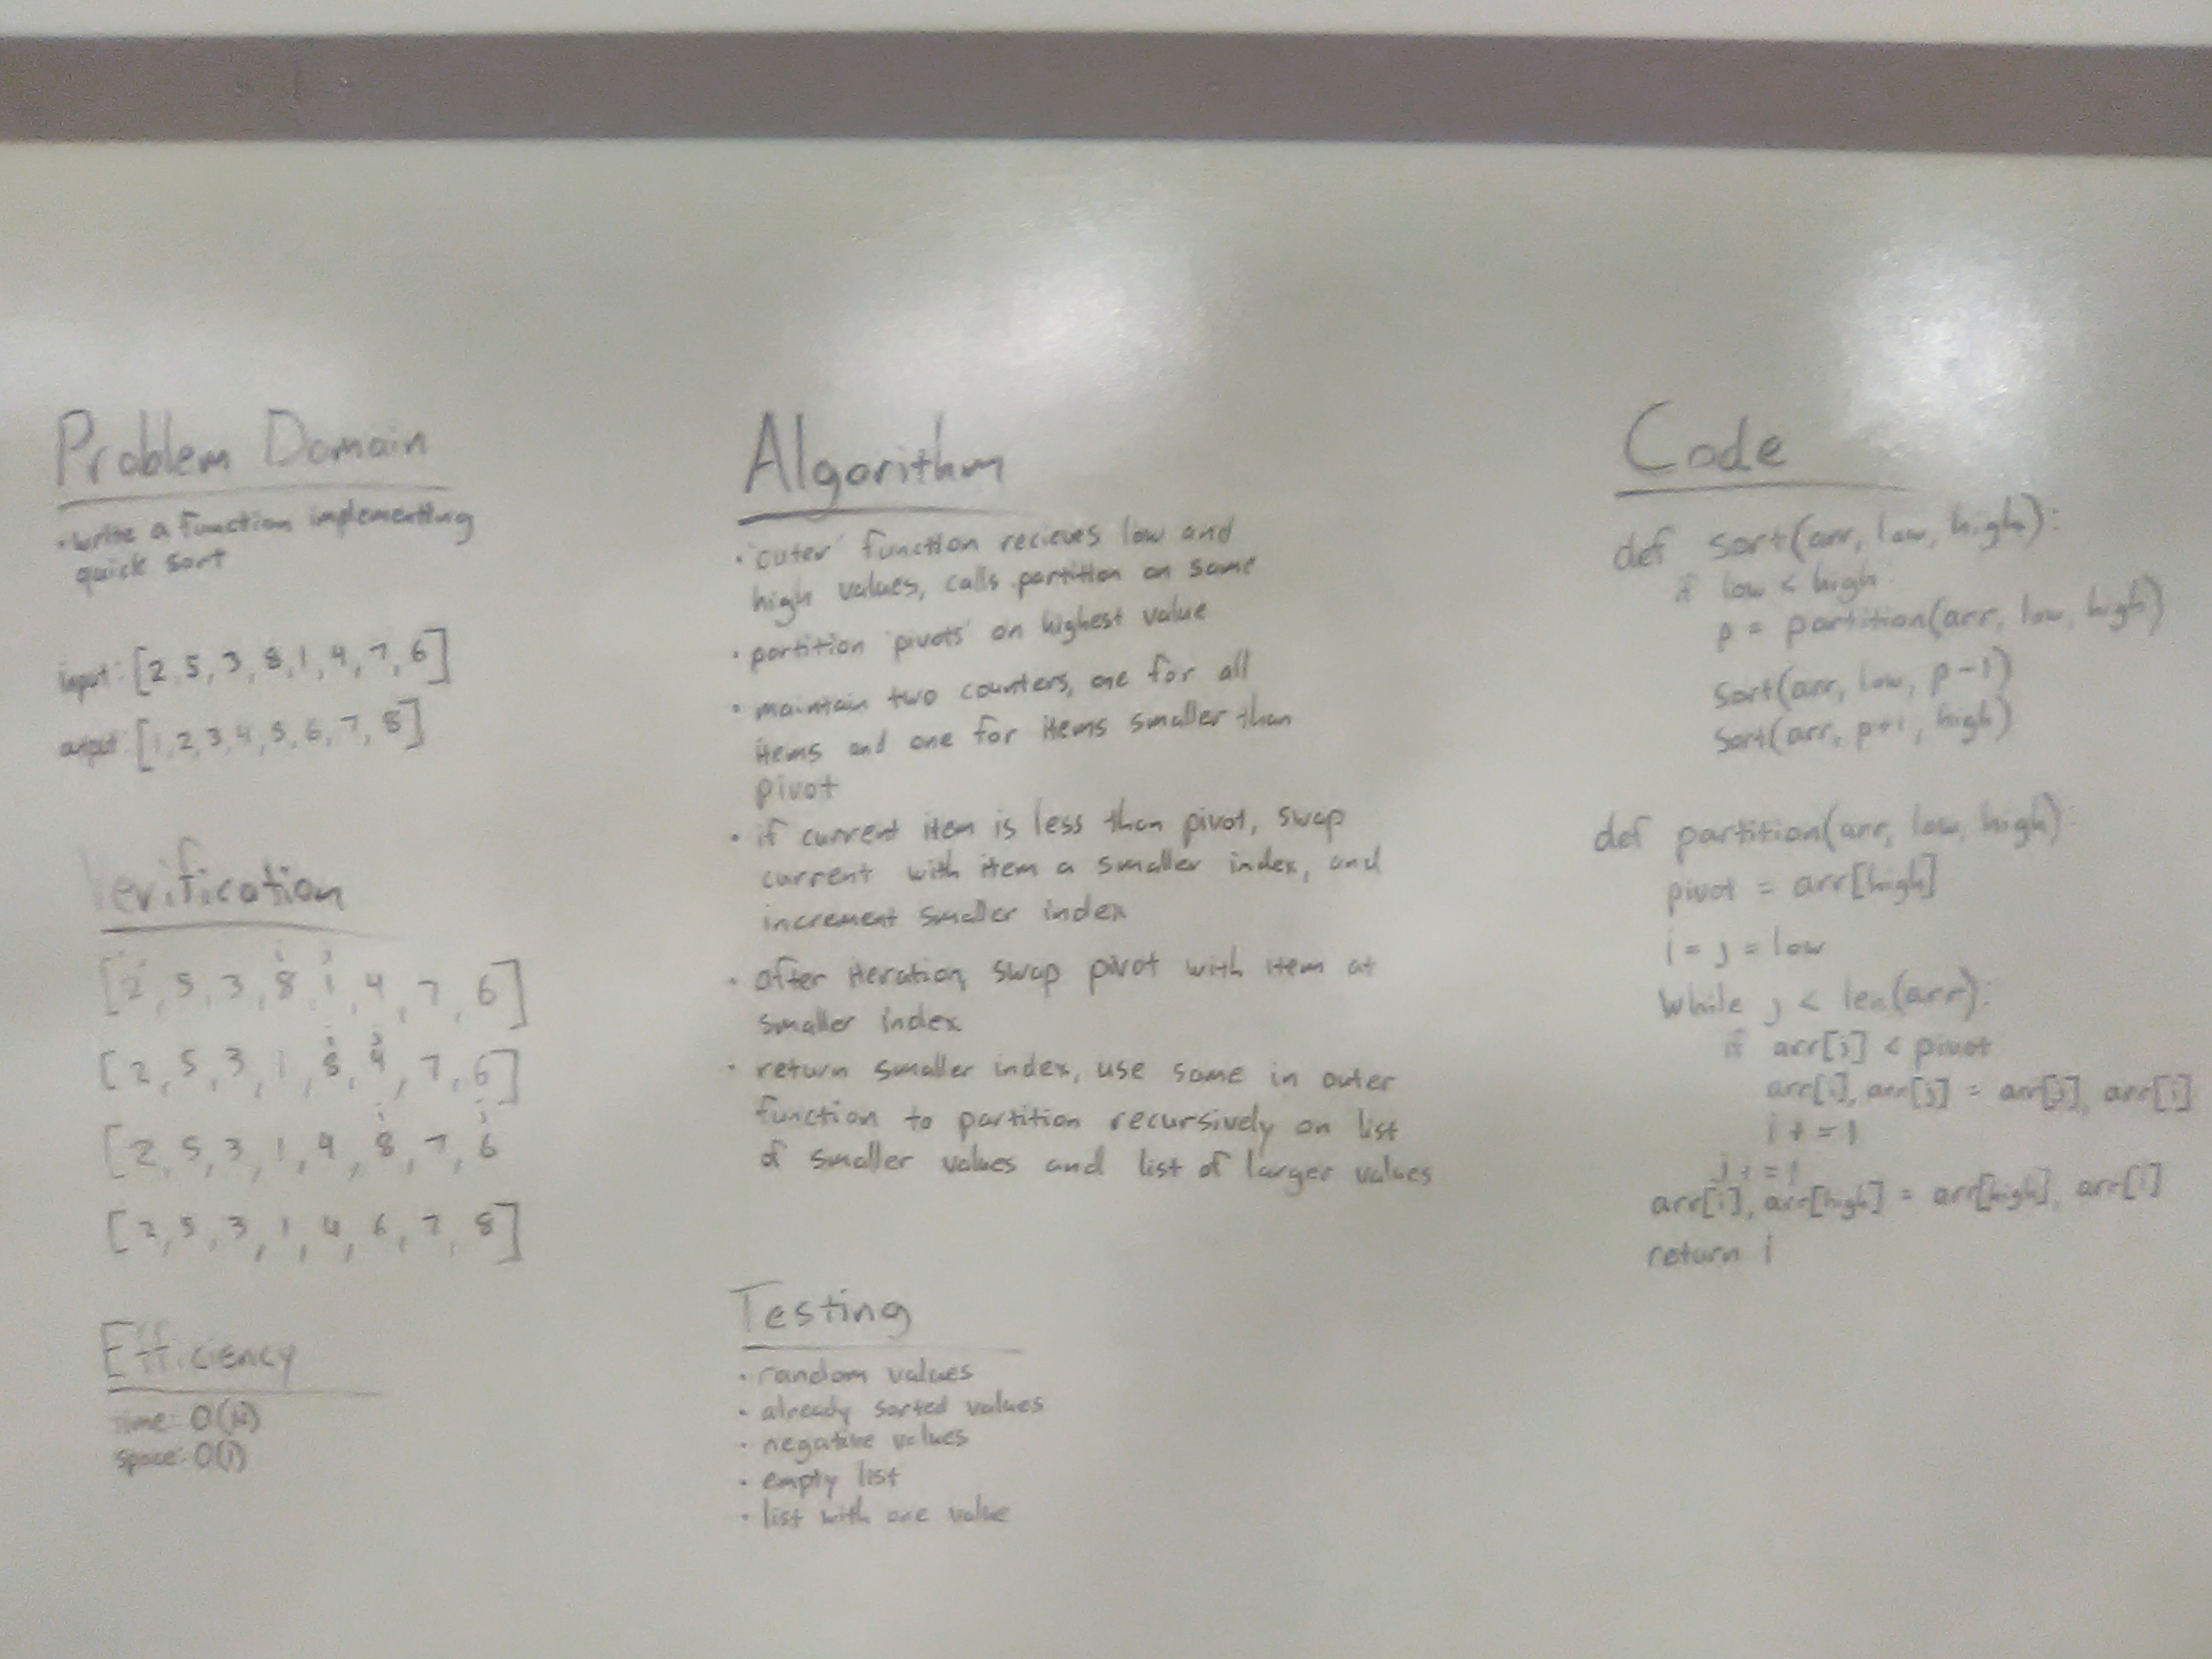 Problem Domain
• write a function implementing
quick sort
input: [2, 5, 3, 8, 1, 4, 7, 6]
output: [1, 2, 3, 4, 5, 6, 7, 8]
Verification
i j
[2, 5, 3, 8, 1, 4, 7, 6]
i j
[2, 5, 3, 1, 8, 4, 7, 6]
i j
[2, 5, 3, 1, 4, 8, 7, 6
[2, 5, 3, 1, 4, 6, 7, 8]
Efficiency
Time: O(N)
space: O(1)
Algorithm
• 'outer' function recieves low and
high values, calls partition on same
• partition 'pivots' on highest value
• maintain two counters, one for all
items and one for items smaller than
pivot
• if current item is less than pivot, swap
current with item a smaller index, and
increment smaller index
• after iteration, swap pivot with item at
smaller index
• return smaller index, use same in outer
function to partition recursively on list
of smaller values and list of larger values
Testing
• random values
• already sorted values
• negative values
• empty list
• list with one value
Code
def sort(arr, low, high):
if low < high:
p = partition(arr, low, high)
sort(arr, low, p-1)
sort(arr, p+1, high)
def partition(arr, low, high):
pivot = arr[high]
i = j = low
while j < len(arr):
if arr[j] < pivot
arr[i], arr[j] = arr[j], arr[i]
i += 1
j += 1
arr[i], arr[high] = arr[high], arr[i]
return i